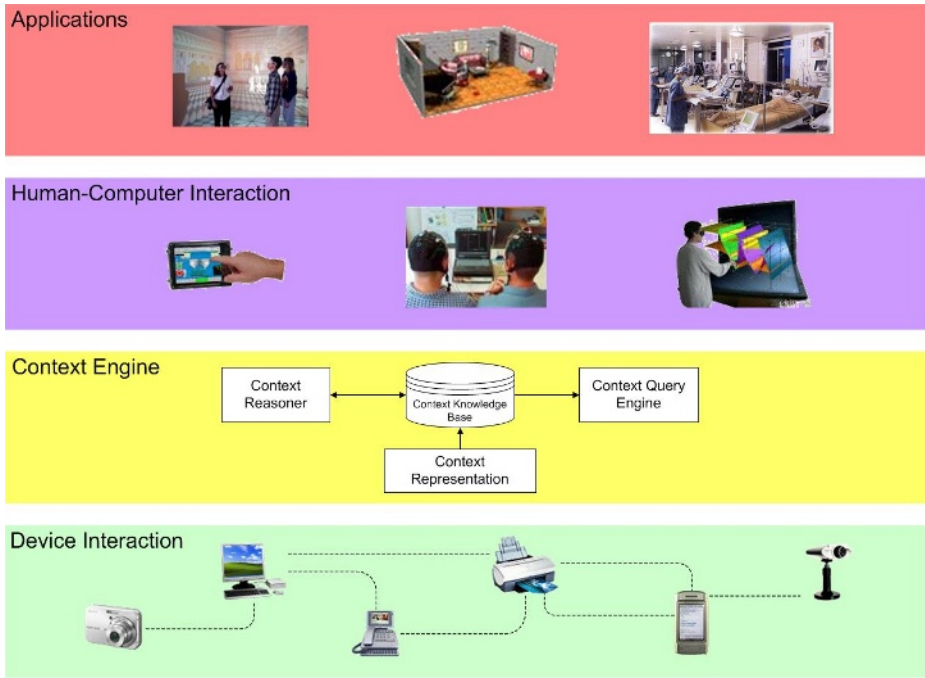 Applications
Human-Computer Interaction
Context Engine
Context
Reasoner
Context Knowledge
Base
Context Query
Engine
Context
Representation
Device Interaction